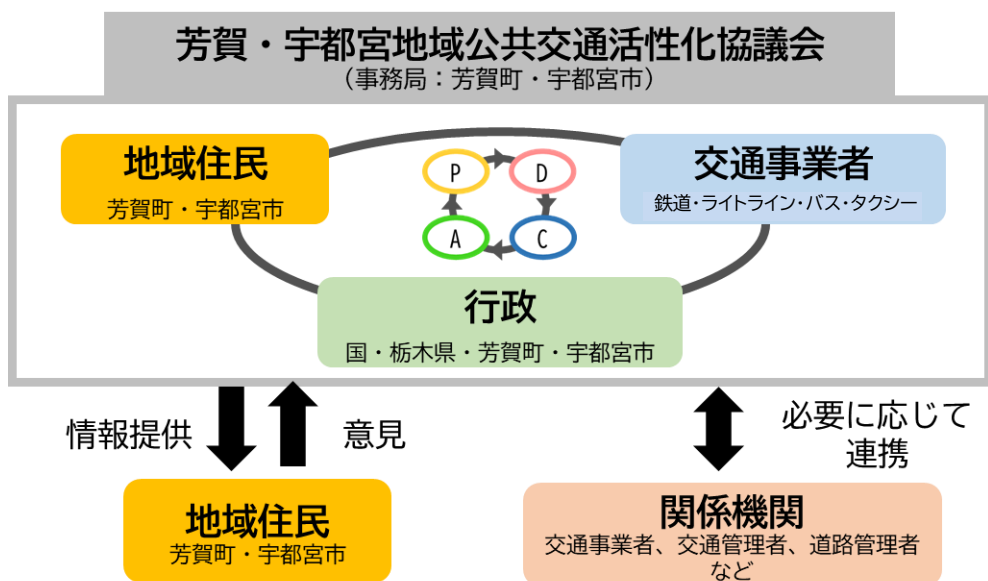 芳賀・宇都宮地域公共交通活性化協議会
（事務局：芳賀町・宇都宮市）
地域住民
芳賀町・宇都宮市
P
D
A
C
交通事業者
鉄道・ライトライン・バス・タクシー
行政
国・栃木県・芳賀町・宇都宮市
情報提供
意見
必要に応じて
連携
地域住民
芳賀町・宇都宮市
関係機関
交通事業者、交通管理者、道路管理者
など